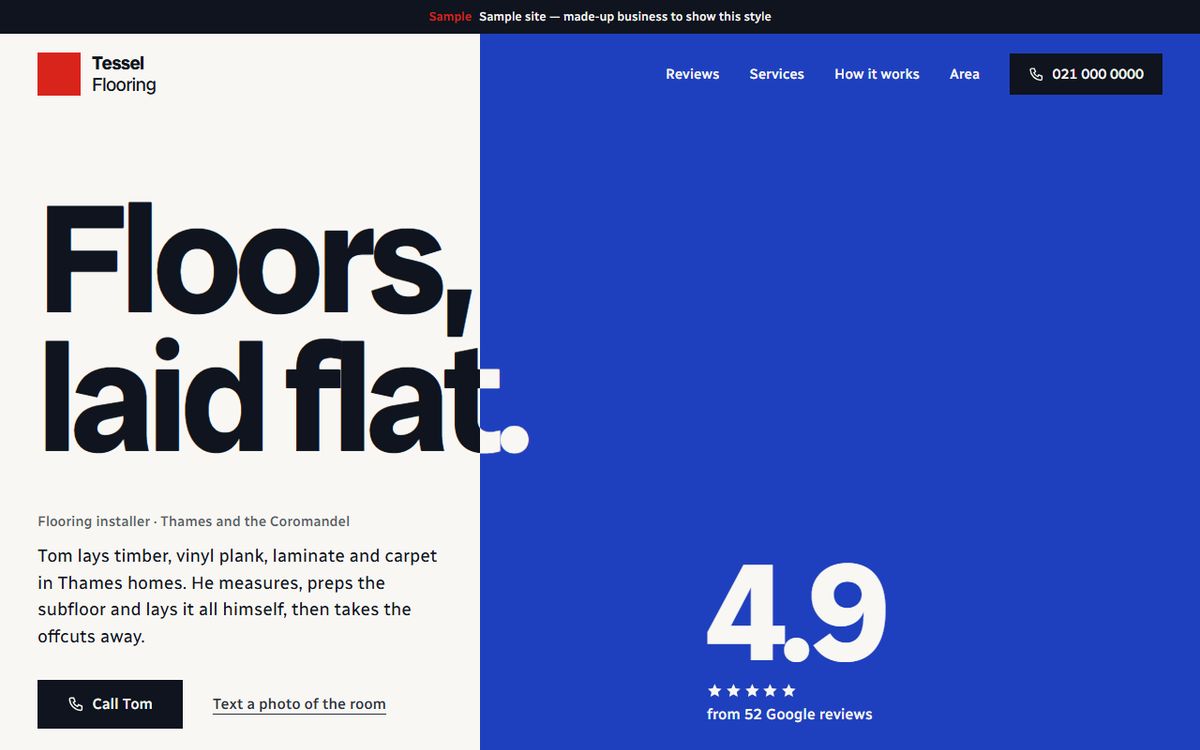 Sample Sample site — made-up business to show this style
Tessel
Flooring
Reviews Services How it works Area 021 000 0000
Floors,
laid flat.
Flooring installer · Thames and the Coromandel
Tom lays timber, vinyl plank, laminate and carpet
in Thames homes. He measures, preps the
subfloor and lays it all himself, then takes the
offcuts away.
Call Tom Text a photo of the room
4.9
from 52 Google reviews